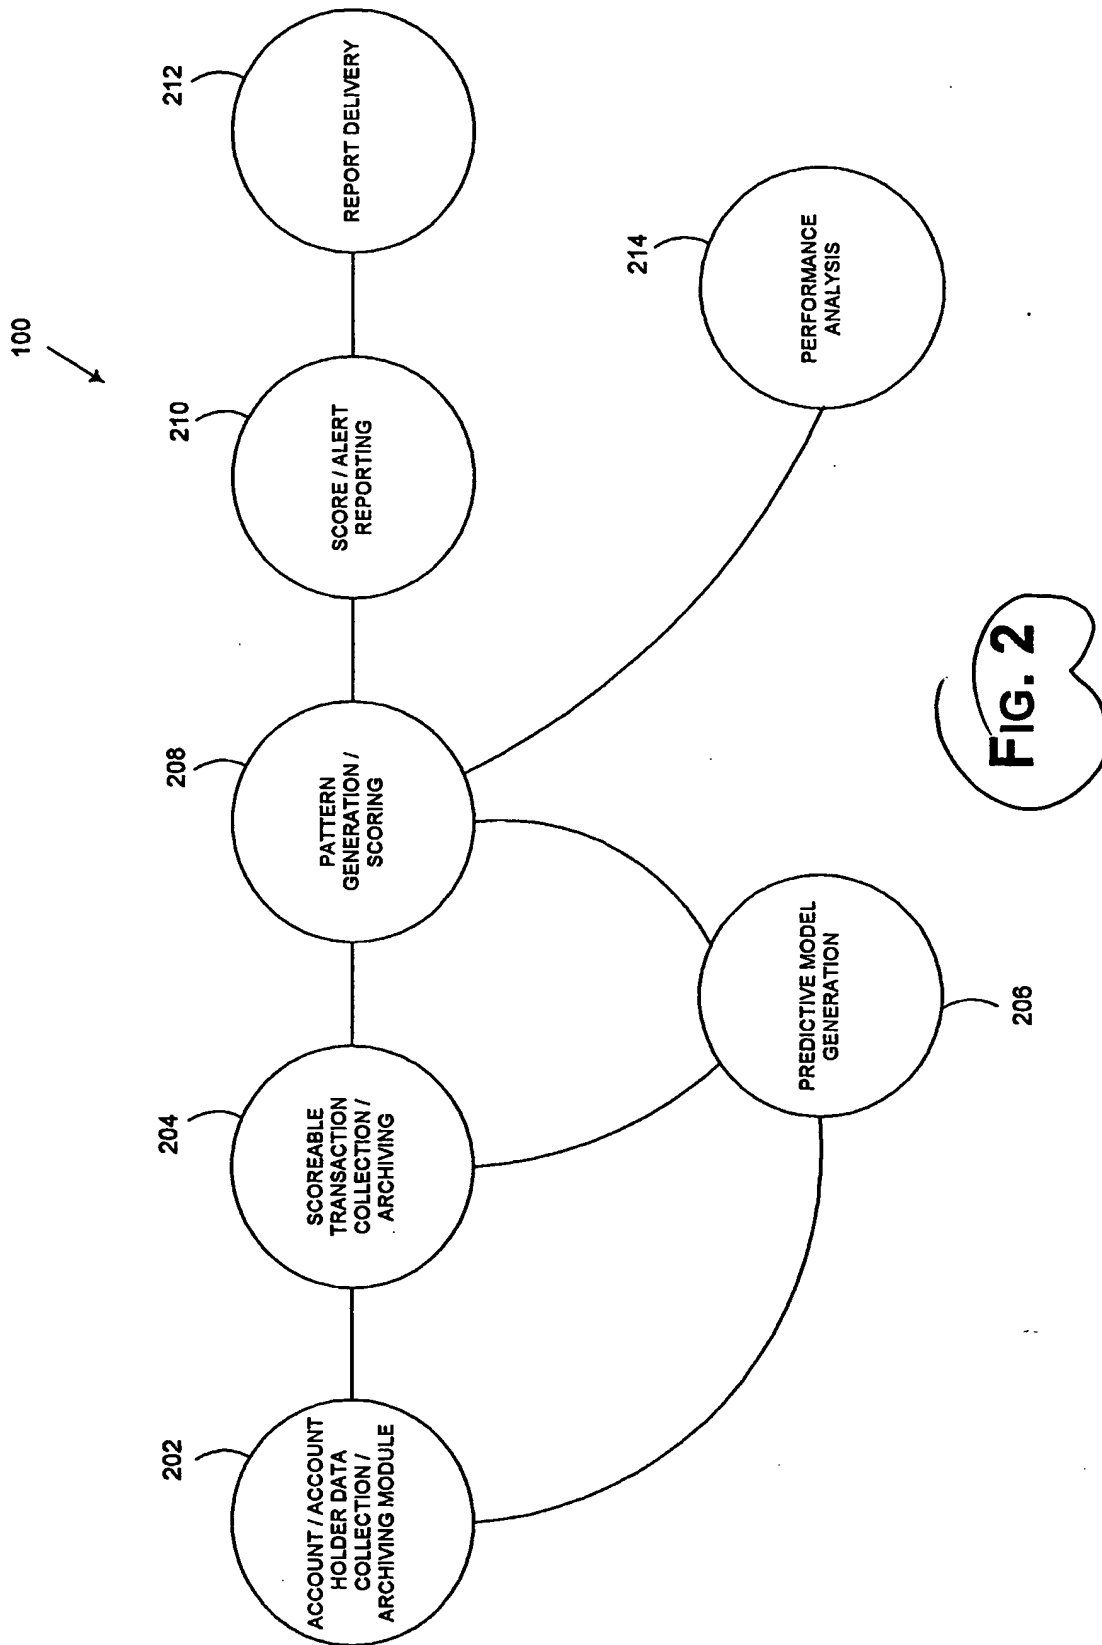 100
202
ACCOUNT / ACCOUNT
HOLDER DATA
COLLECTION /
ARCHIVING MODULE
204
SCOREABLE
TRANSACTION
COLLECTION /
ARCHIVING
208
PATTERN
GENERATION /
SCORING
210
SCORE / ALERT
REPORTING
212
REPORT DELIVERY
PREDICTIVE MODEL
GENERATION
206
214
PERFORMANCE
ANALYSIS
FIG. 2